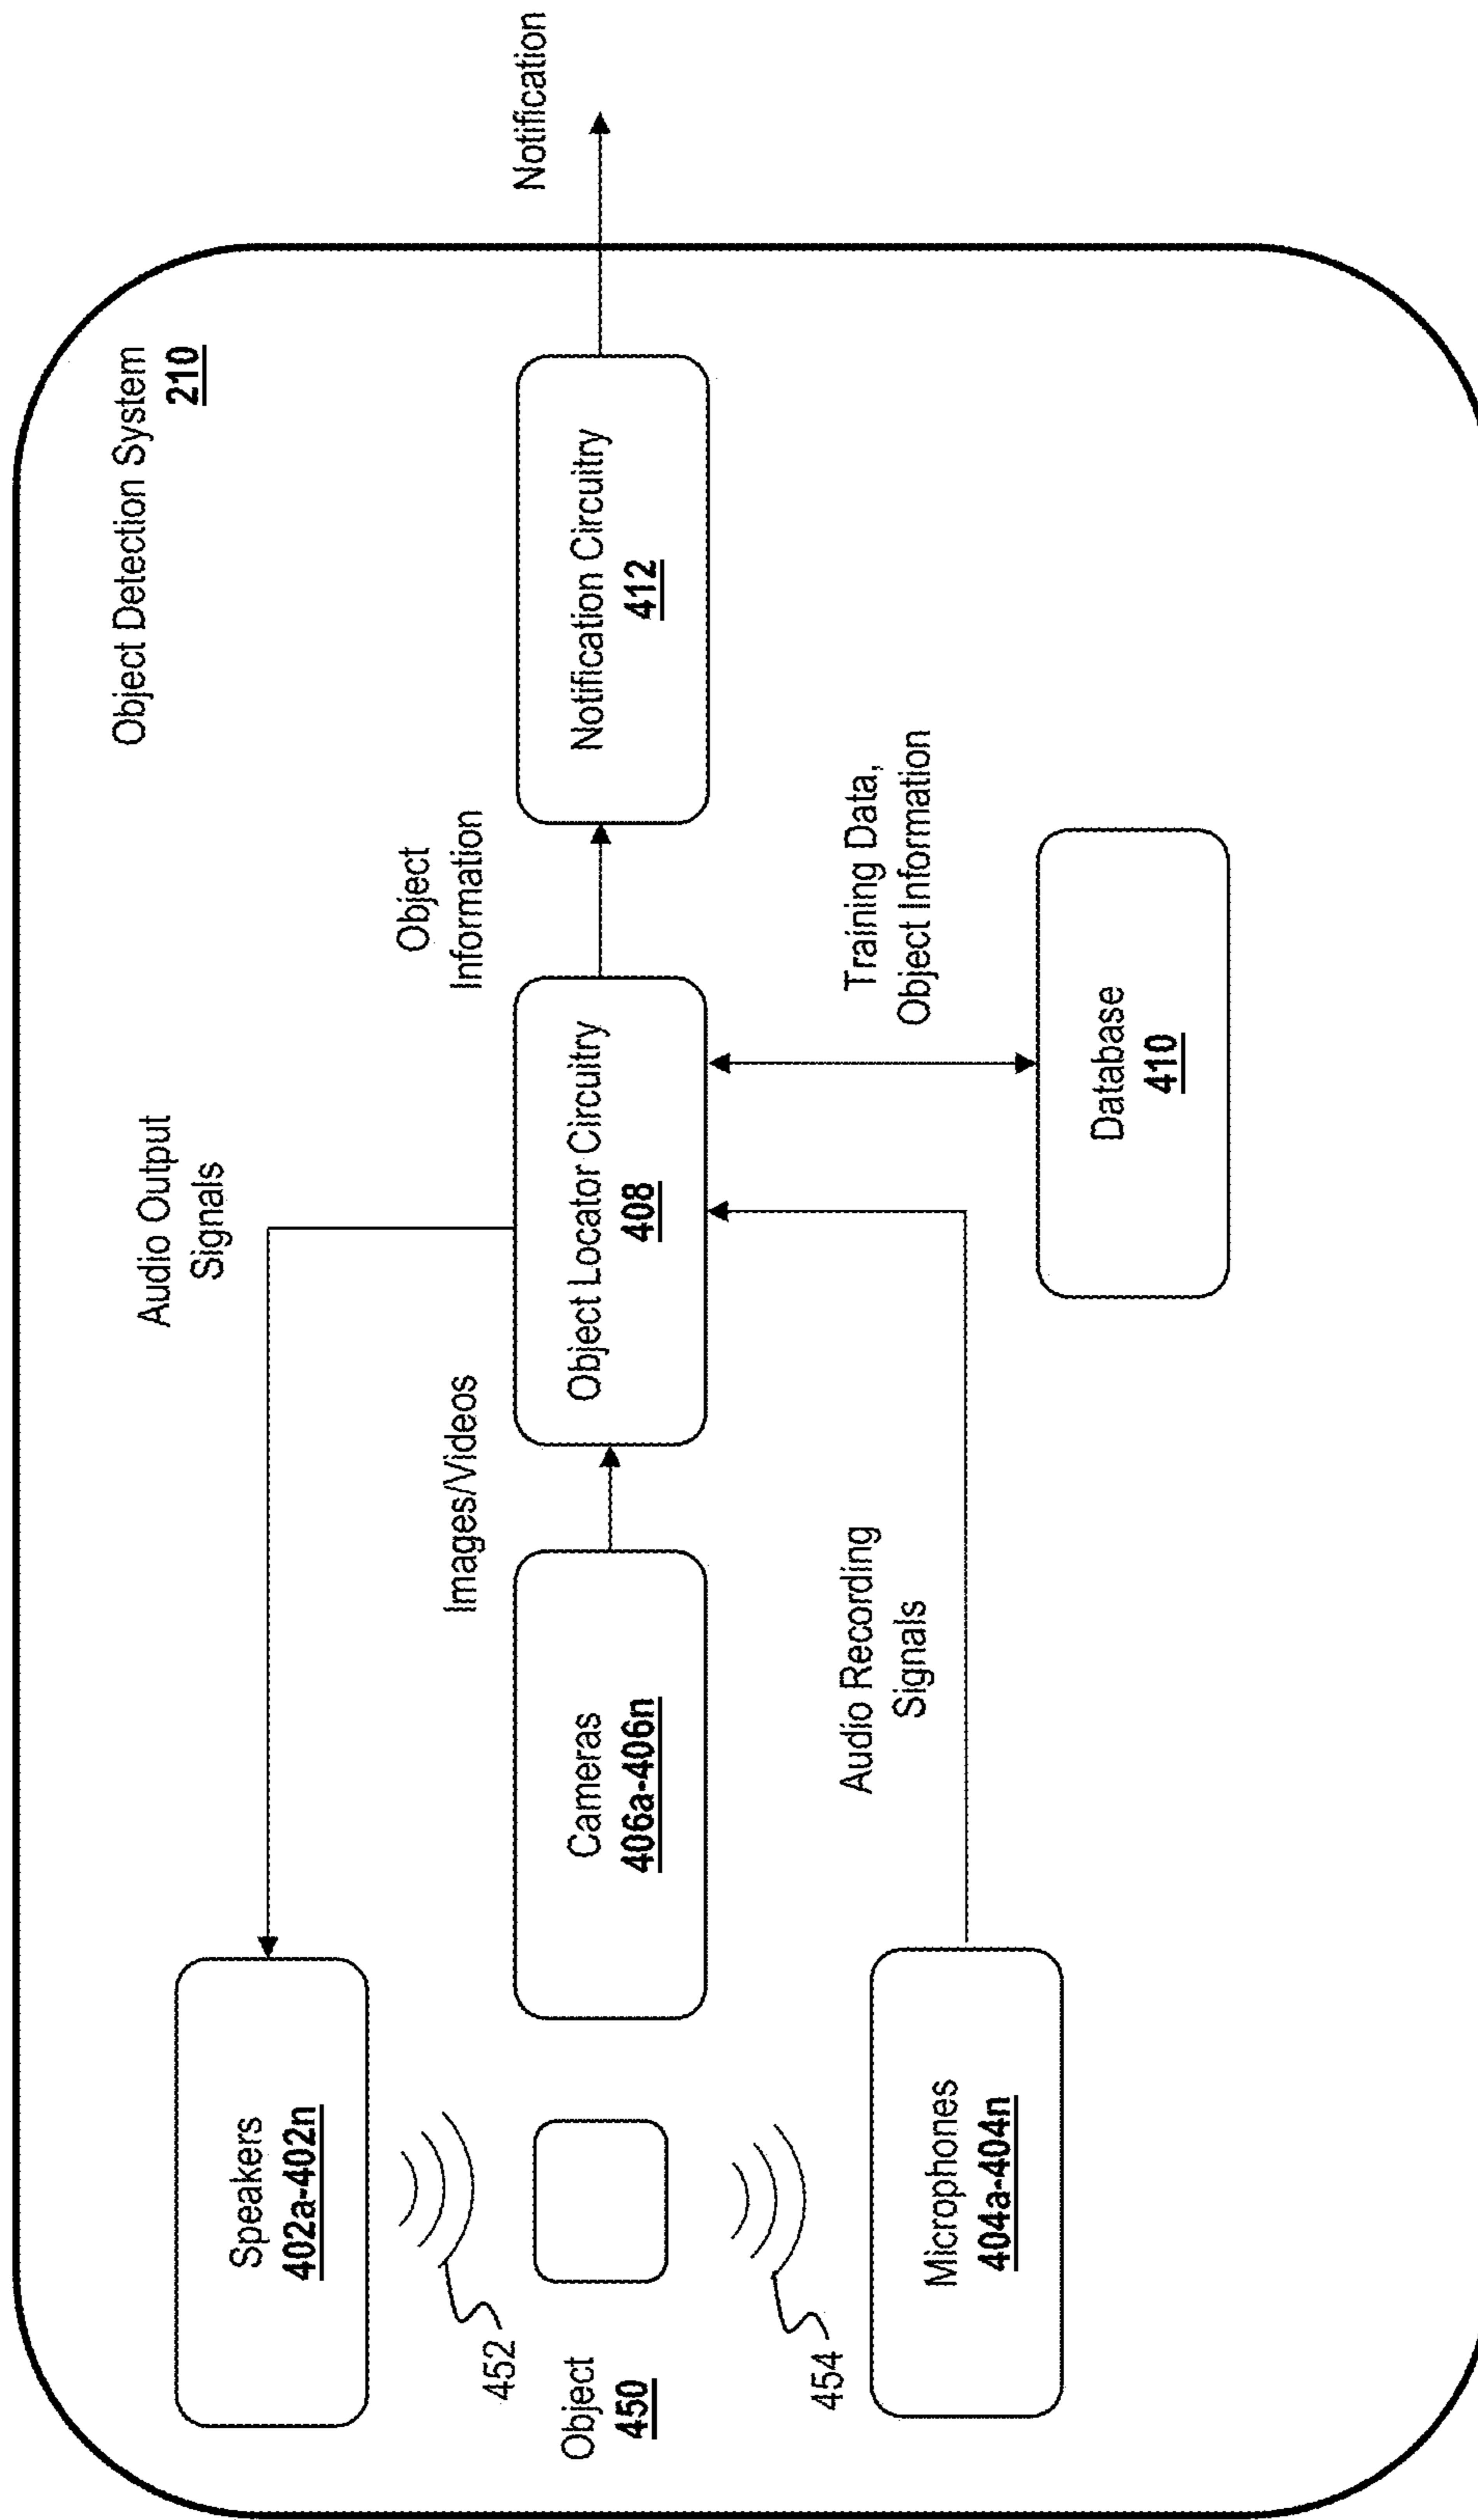 Object Detection System
210
Speakers
402a-402n
Audio Output
Signals
452
Object
450
Cameras
406a-406n
Images/Videos
Object Locator Circuitry
408
Object
Information
Notification Circuitry
412
Notification
454
Microphones
404a-404n
Audio Recording
Signals
Training Data,
Object Information
Database
410